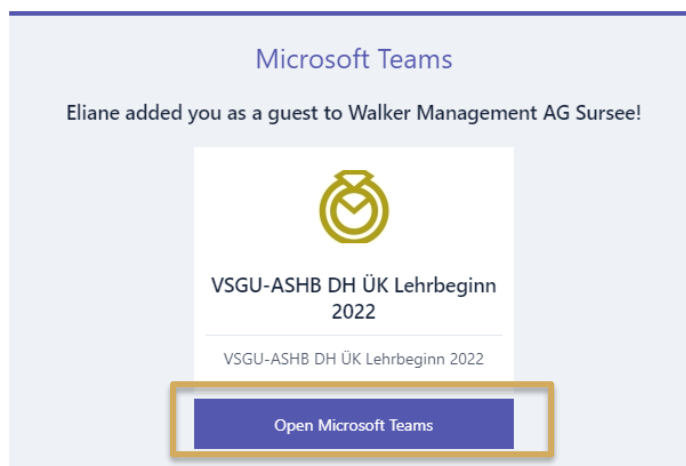 Microsoft Teams
Eliane added you as a guest to Walker Management AG Sursee!
VSGU-ASHB DH ÜK Lehrbeginn
2022
VSGU-ASHB DH ÜK Lehrbeginn 2022
Open Microsoft Teams